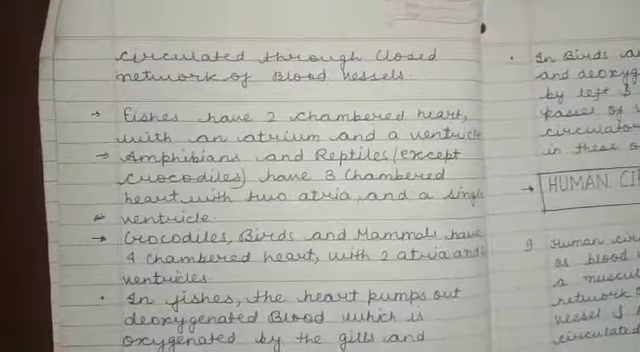 circulated through closed
network of Blood vessels.
→ fishes have 2 chambered heart,
with an atrium and a ventricle
→ Amphibians and Reptiles (except
crocodiles) have 3 chambered
heart with two atria, and a single
ventricle.
→ Crocodiles, Birds and Mammals have
4 chambered heart, with 2 atria and
ventricles.
• In fishes, the heart pumps out
deoxygenated Blood which is
oxygenated by the gills and
• In Birds
and deoxyg
by left
passes of
circulator
in these
→ HUMAN CI
Human cir
as blood
a muscul
network o
vessel &
circulated